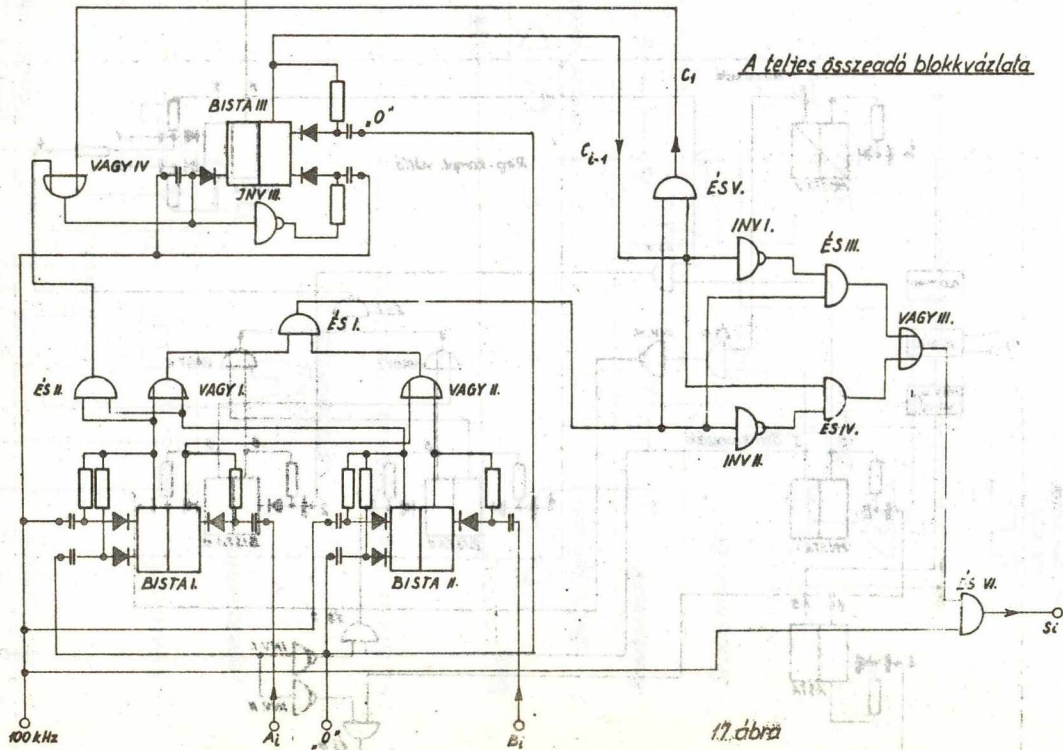 A teljes összeadó blokkvázlata
C1
Ci-1
BISTA III
„0"
VAGY IV
INV III.
ÉS V.
INV I.
ÉS III.
VAGY III.
ÉS I.
ÉS II.
VAGY I.
VAGY II.
ÉS IV.
INV II.
BISTA I.
BISTA II.
ÉS VI.
Si
100 kHz
Ai
„0"
Bi
17. ábra